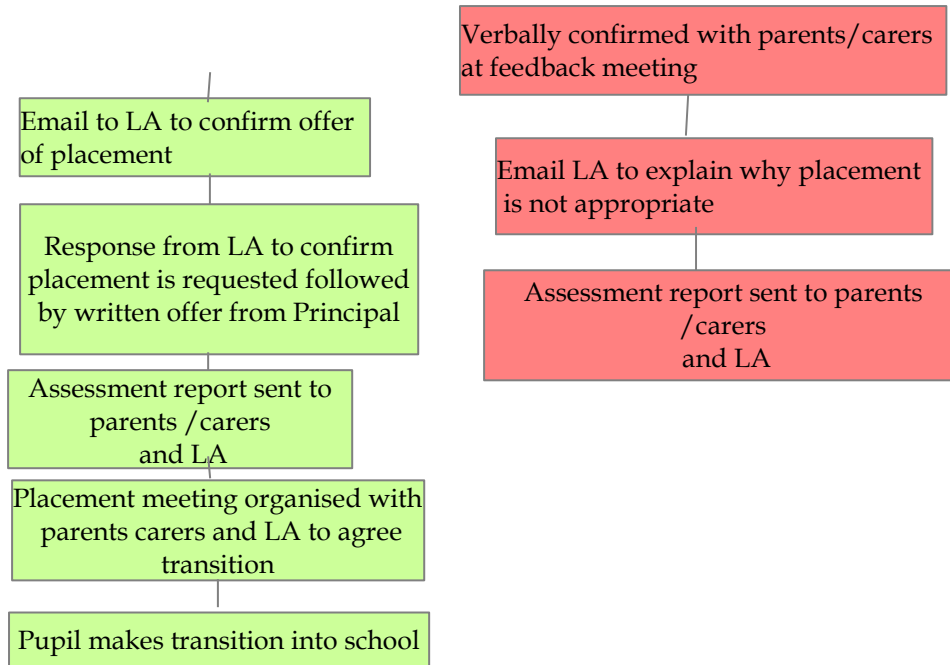 Email to LA to confirm offer
of placement
Response from LA to confirm
placement is requested followed
by written offer from Principal
Assessment report sent to
parents /carers
and LA
Placement meeting organised with
parents carers and LA to agree
transition
Pupil makes transition into school
Verbally confirmed with parents/carers
at feedback meeting
Email LA to explain why placement
is not appropriate
Assessment report sent to parents
/carers
and LA